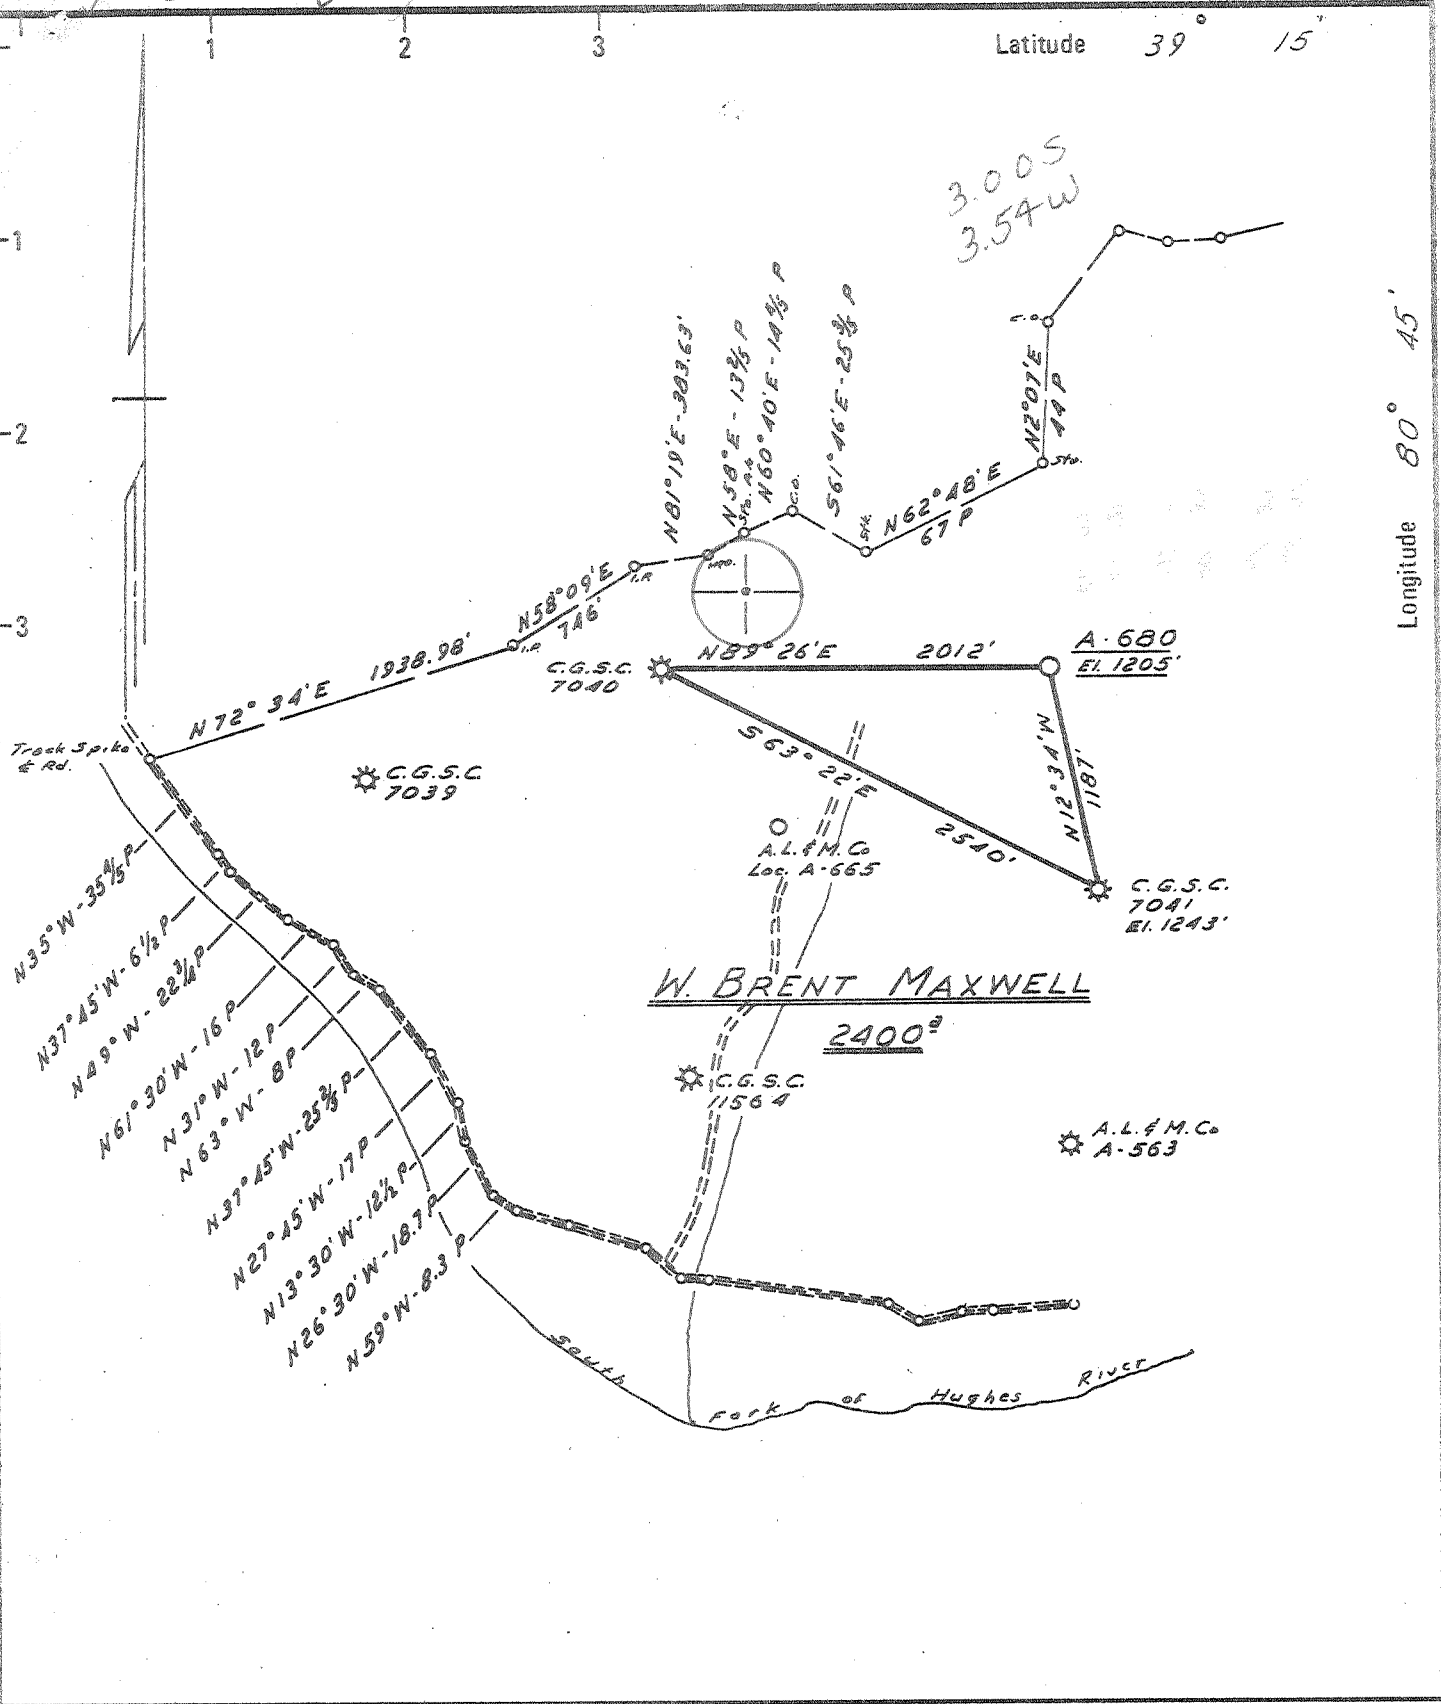 1 2 3
Latitude 39° 15'
3.00S
3.54W
1
2
3
Longitude 80° 45'
N81°19'E-383.63'
N58°E - 13 2/5 P
N60°40'E-14 4/5 P
S61°46'E-25 3/5 P
C.O.
N2°07'E
44 P
Sto.
C.O.
Stk.
N62°48'E
67 P
I.P.
N58°09'E
746'
I.P.
N72°34'E 1938.98'
C.G.S.C.
7040
N89°26'E 2012'
A-680
El. 1205'
S63°22'E
2540'
N12°34'W
1187'
Track Spike
₵ Rd.
C.G.S.C.
7039
A.L.&M.Co
Loc. A-665
C.G.S.C.
7041
El. 1243'
N35°W-35 4/5 P
N37°45'W-6 1/2 P
N49°W-22 3/4 P
N61°30'W-16 P
N31°W-12 P
N63°W-8 P
N37°45'W-25 2/5 P
N27°45'W-17 P
N13°30'W-12 1/2 P
N26°30'W-18.7 P
N59°W-8.3 P
W. BRENT MAXWELL
2400ª
C.G.S.C.
11564
A.L.&M.Co
A-563
South Fork of Hughes River